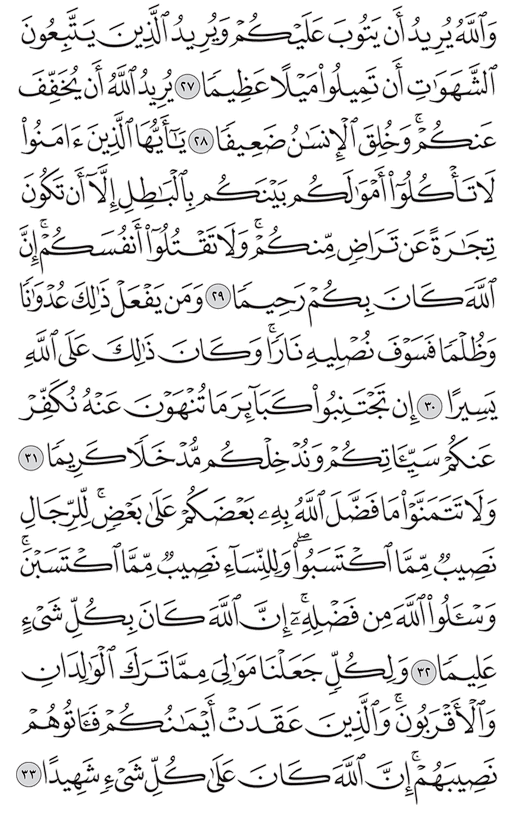 وَٱللَّهُ يُرِيدُ أَن يَتُوبَ عَلَيْكُمْ وَيُرِيدُ ٱلَّذِينَ يَتَّبِعُونَ
ٱلشَّهَوَٰتِ أَن تَمِيلُوا۟ مَيْلًا عَظِيمًا ٢٧ يُرِيدُ ٱللَّهُ أَن يُخَفِّفَ
عَنكُمْ ۚ وَخُلِقَ ٱلْإِنسَٰنُ ضَعِيفًا ٢٨ يَٰٓأَيُّهَا ٱلَّذِينَ ءَامَنُوا۟
لَا تَأْكُلُوٓا۟ أَمْوَٰلَكُم بَيْنَكُم بِٱلْبَٰطِلِ إِلَّآ أَن تَكُونَ
تِجَٰرَةً عَن تَرَاضٍ مِّنكُمْ ۚ وَلَا تَقْتُلُوٓا۟ أَنفُسَكُمْ ۚ إِنَّ
ٱللَّهَ كَانَ بِكُمْ رَحِيمًا ٢٩ وَمَن يَفْعَلْ ذَٰلِكَ عُدْوَٰنًا
وَظُلْمًا فَسَوْفَ نُصْلِيهِ نَارًا ۚ وَكَانَ ذَٰلِكَ عَلَى ٱللَّهِ
يَسِيرًا ٣٠ إِن تَجْتَنِبُوا۟ كَبَآئِرَ مَا تُنْهَوْنَ عَنْهُ نُكَفِّرْ
عَنكُمْ سَيِّـَٔاتِكُمْ وَنُدْخِلْكُم مُّدْخَلًا كَرِيمًا ٣١
وَلَا تَتَمَنَّوْا۟ مَا فَضَّلَ ٱللَّهُ بِهِۦ بَعْضَكُمْ عَلَىٰ بَعْضٍ ۚ لِّلرِّجَالِ
نَصِيبٌ مِّمَّا ٱكْتَسَبُوا۟ ۖ وَلِلنِّسَآءِ نَصِيبٌ مِّمَّا ٱكْتَسَبْنَ ۚ
وَسْـَٔلُوا۟ ٱللَّهَ مِن فَضْلِهِۦٓ ۗ إِنَّ ٱللَّهَ كَانَ بِكُلِّ شَىْءٍ
عَلِيمًا ٣٢ وَلِكُلٍّ جَعَلْنَا مَوَٰلِىَ مِمَّا تَرَكَ ٱلْوَٰلِدَانِ
وَٱلْأَقْرَبُونَ ۚ وَٱلَّذِينَ عَقَدَتْ أَيْمَٰنُكُمْ فَـَٔاتُوهُمْ
نَصِيبَهُمْ ۚ إِنَّ ٱللَّهَ كَانَ عَلَىٰ كُلِّ شَىْءٍ شَهِيدًا ٣٣